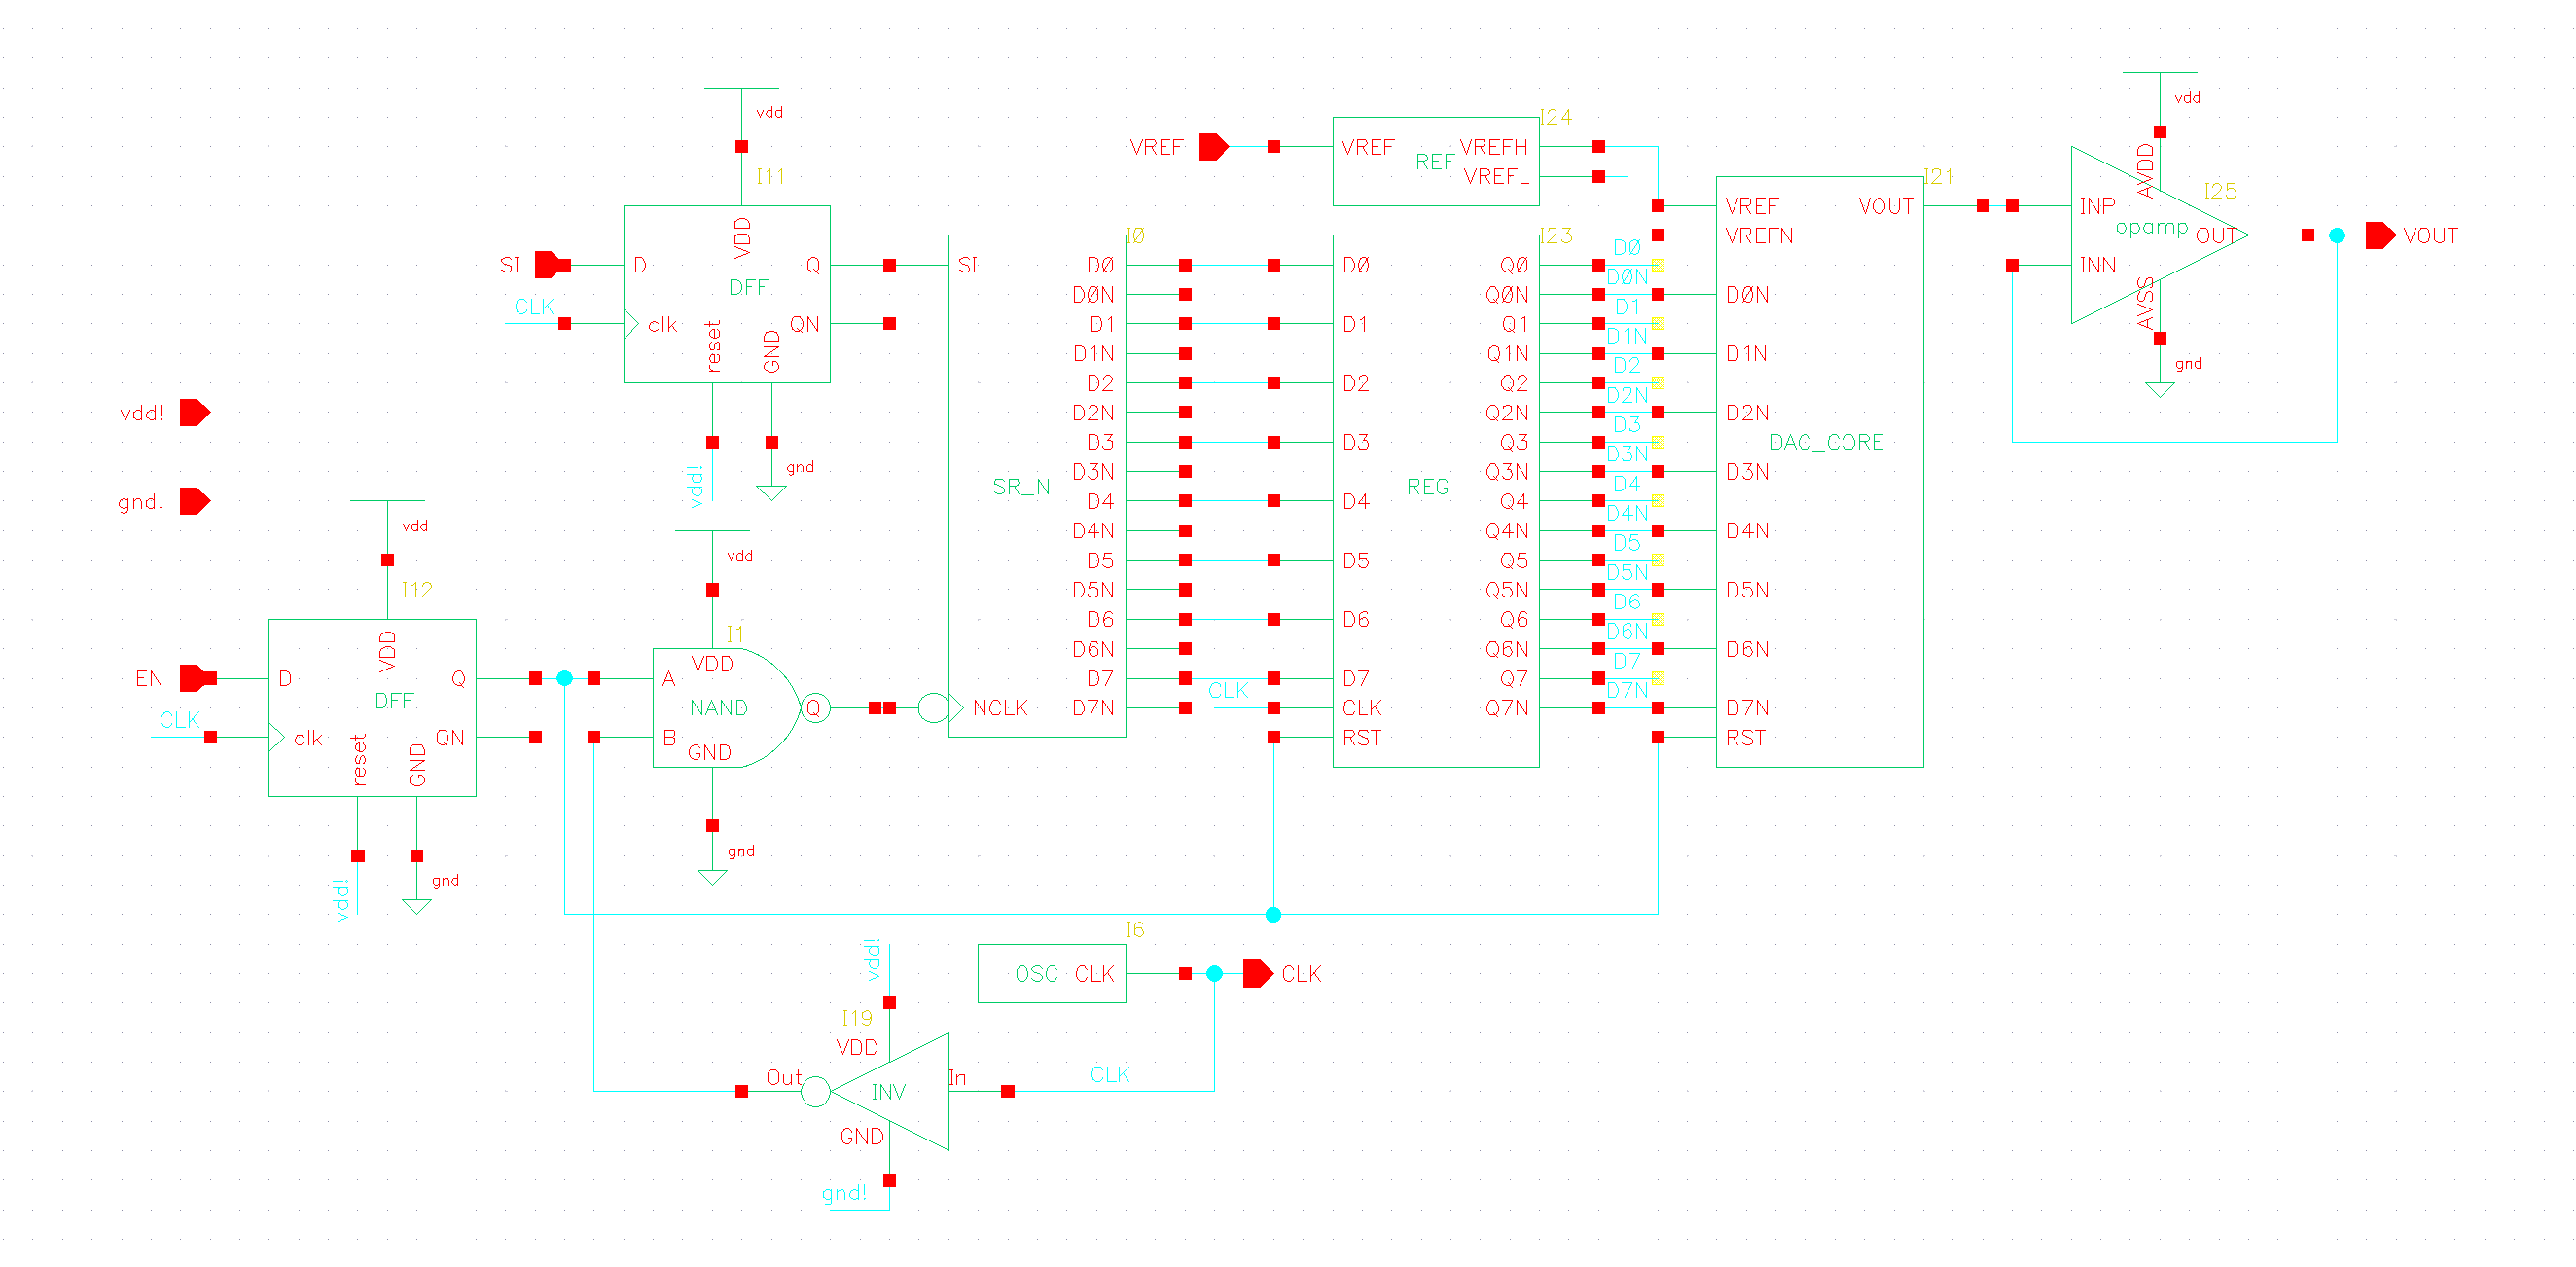 vdd!
gnd!
vdd
I12
EN
D
VDD
Q
DFF
CLK
clk
QN
reset
GND
vdd!
gnd
vdd
I11
SI
D
VDD
Q
DFF
CLK
clk
QN
reset
GND
vdd!
gnd
vdd
I1
VDD
A
NAND
Q
B
GND
gnd
I0
SI
SR_N
NCLK
D0
D0N
D1
D1N
D2
D2N
D3
D3N
D4
D4N
D5
D5N
D6
D6N
D7
D7N
VREF
I24
VREF
REF
VREFH
VREFL
I23
REG
D0
D1
D2
D3
D4
D5
D6
D7
CLK
CLK
RST
Q0
Q0N
Q1
Q1N
Q2
Q2N
Q3
Q3N
Q4
Q4N
Q5
Q5N
Q6
Q6N
Q7
Q7N
D0
D0N
D1
D1N
D2
D2N
D3
D3N
D4
D4N
D5
D5N
D6
D6N
D7
D7N
I21
VREF
VOUT
VREFN
D0N
D1N
D2N
D3N
DAC_CORE
D4N
D5N
D6N
D7N
RST
vdd
AVDD
I25
INP
opamp
OUT
INN
AVSS
gnd
VOUT
I6
OSC
CLK
CLK
vdd!
I19
VDD
Out
INV
In
CLK
GND
gnd!